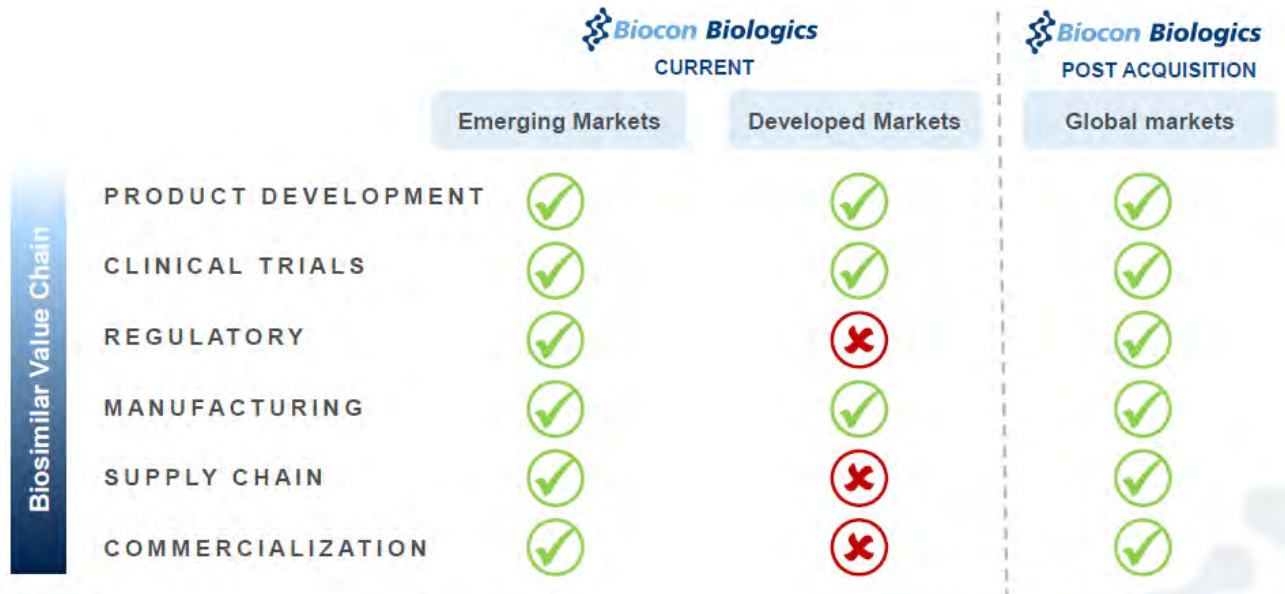 Biocon Biologics
CURRENT
Biocon Biologics
POST ACQUISITION
Emerging Markets
Developed Markets
Global markets
Biosimilar Value Chain
PRODUCT DEVELOPMENT
CLINICAL TRIALS
REGULATORY
MANUFACTURING
SUPPLY CHAIN
COMMERCIALIZATION